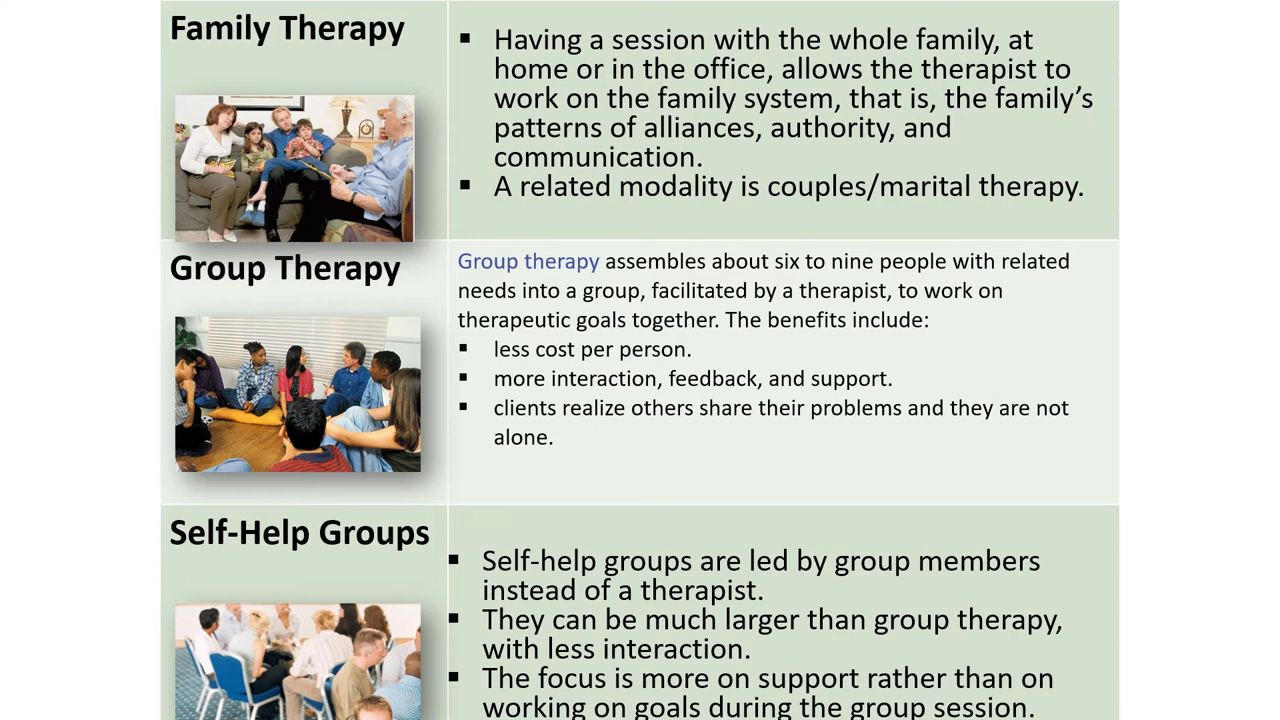 Family Therapy
▪ Having a session with the whole family, at
home or in the office, allows the therapist to
work on the family system, that is, the family’s
patterns of alliances, authority, and
communication.
▪ A related modality is couples/marital therapy.
Group Therapy
Group therapy assembles about six to nine people with related
needs into a group, facilitated by a therapist, to work on
therapeutic goals together. The benefits include:
▪ less cost per person.
▪ more interaction, feedback, and support.
▪ clients realize others share their problems and they are not
alone.
Self-Help Groups
▪ Self-help groups are led by group members
instead of a therapist.
▪ They can be much larger than group therapy,
with less interaction.
▪ The focus is more on support rather than on
working on goals during the group session.